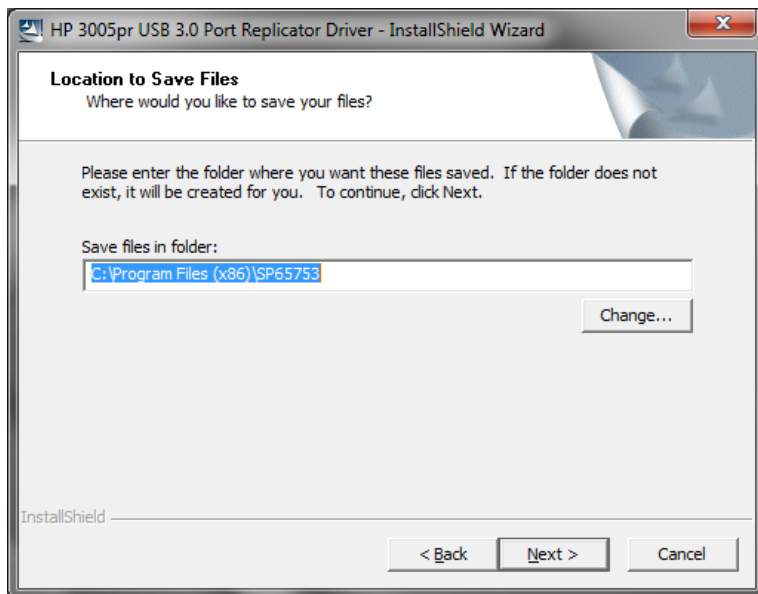 HP 3005pr USB 3.0 Port Replicator Driver - InstallShield Wizard
Location to Save Files
Where would you like to save your files?
Please enter the folder where you want these files saved.  If the folder does not
exist, it will be created for you.   To continue, click Next.
Save files in folder:
C:\Program Files (x86)\SP65753
Change...
InstallShield
< Back
Next >
Cancel